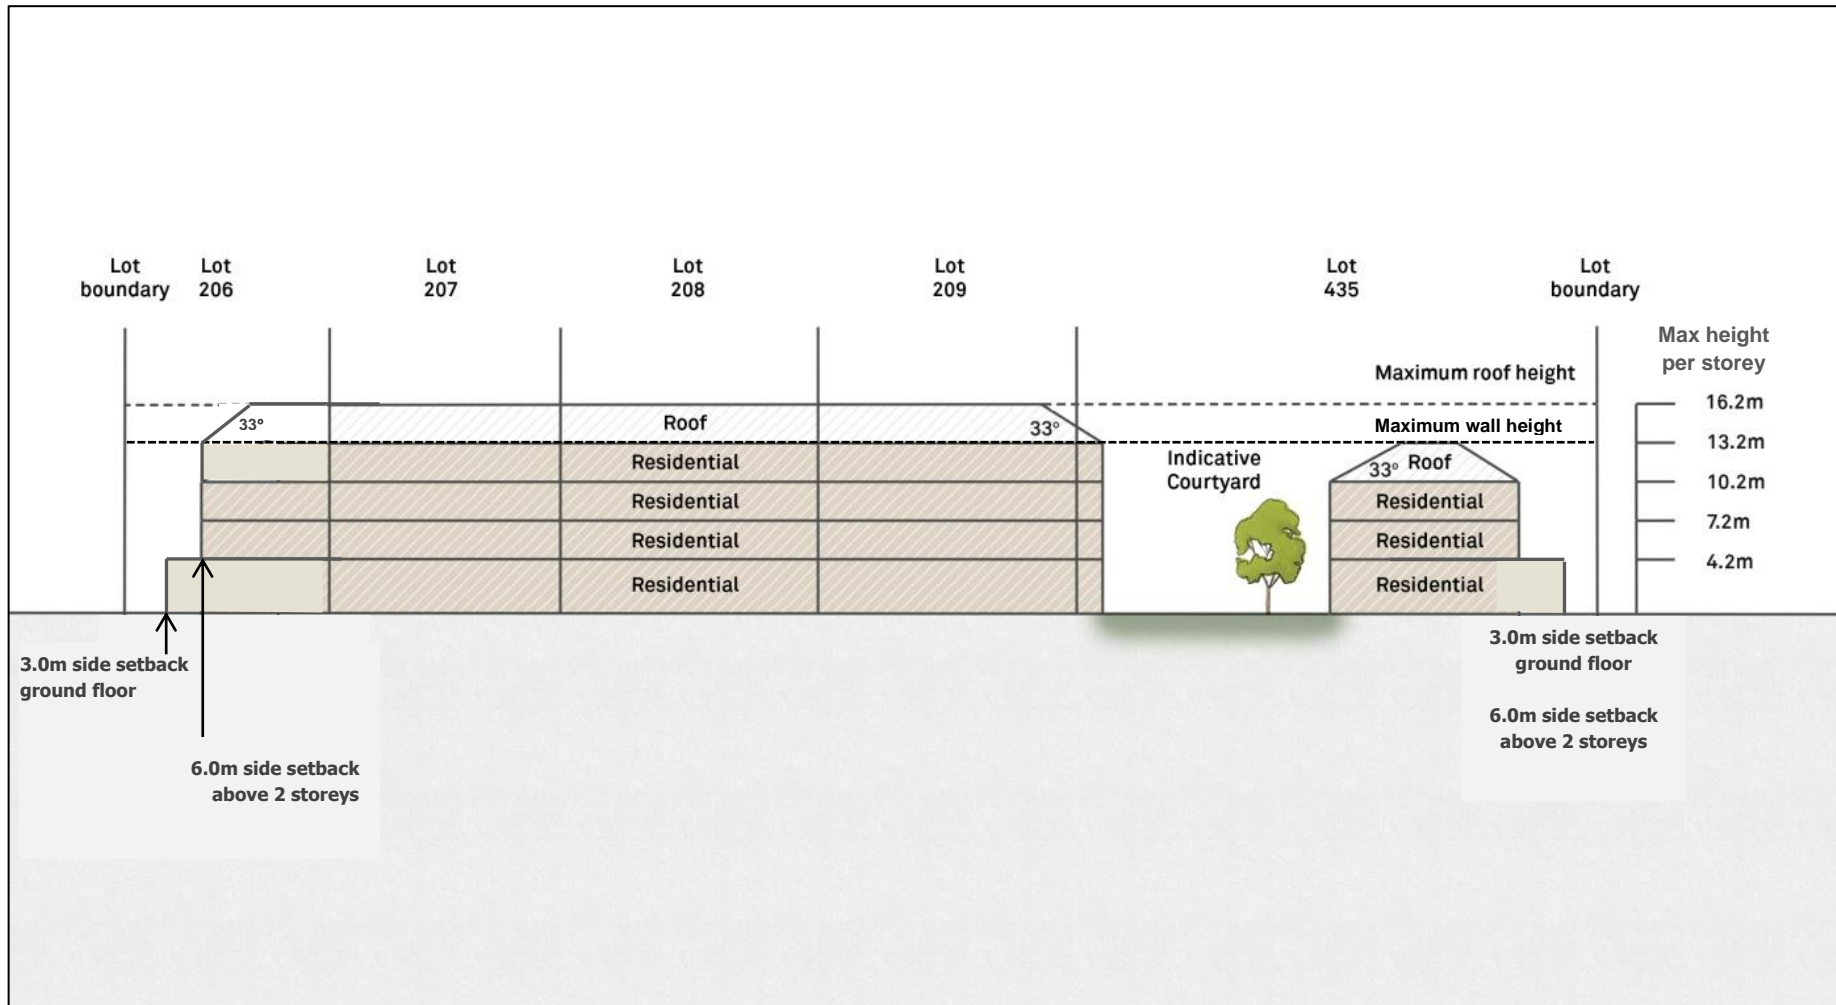 Lot
boundary
Lot
206
Lot
207
Lot
208
Lot
209
Lot
435
Lot
boundary
Max height
per storey
Maximum roof height
16.2m
33º
Roof
33º
Maximum wall height
13.2m
Residential
Indicative
Courtyard
33º Roof
10.2m
Residential
Residential
7.2m
Residential
Residential
4.2m
Residential
Residential
3.0m side setback
ground floor
6.0m side setback
above 2 storeys
3.0m side setback
ground floor
6.0m side setback
above 2 storeys